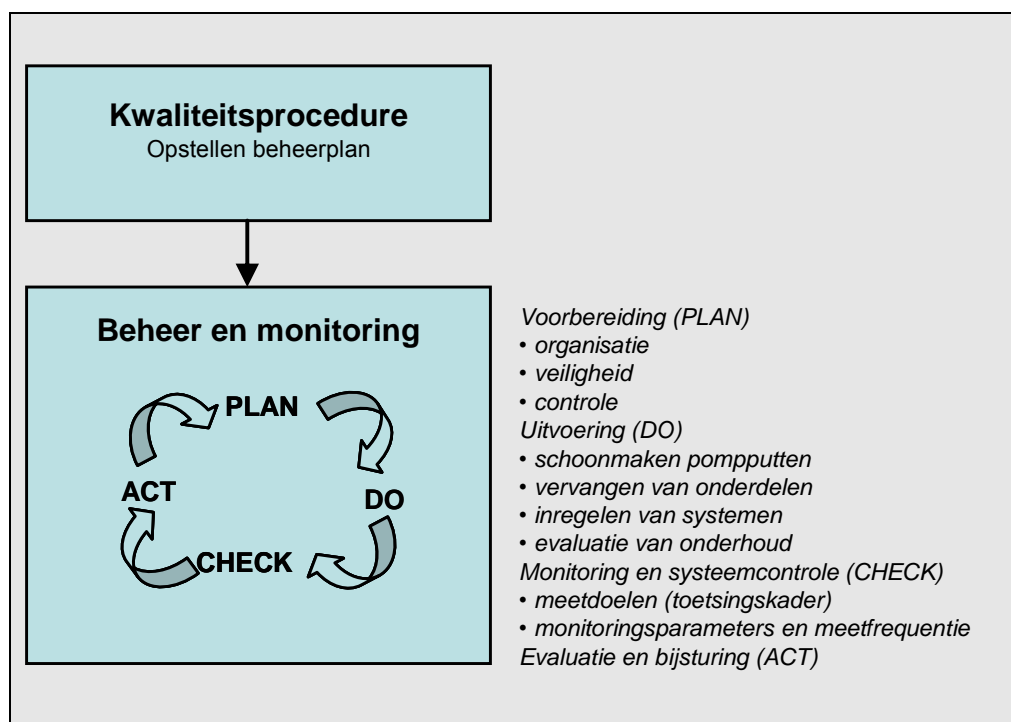 Kwaliteitsprocedure
Opstellen beheerplan
Beheer en monitoring
PLAN
DO
CHECK
ACT
Voorbereiding (PLAN)
• organisatie
• veiligheid
• controle
Uitvoering (DO)
• schoonmaken pompputten
• vervangen van onderdelen
• inregelen van systemen
• evaluatie van onderhoud
Monitoring en systeemcontrole (CHECK)
• meetdoelen (toetsingskader)
• monitoringsparameters en meetfrequentie
Evaluatie en bijsturing (ACT)